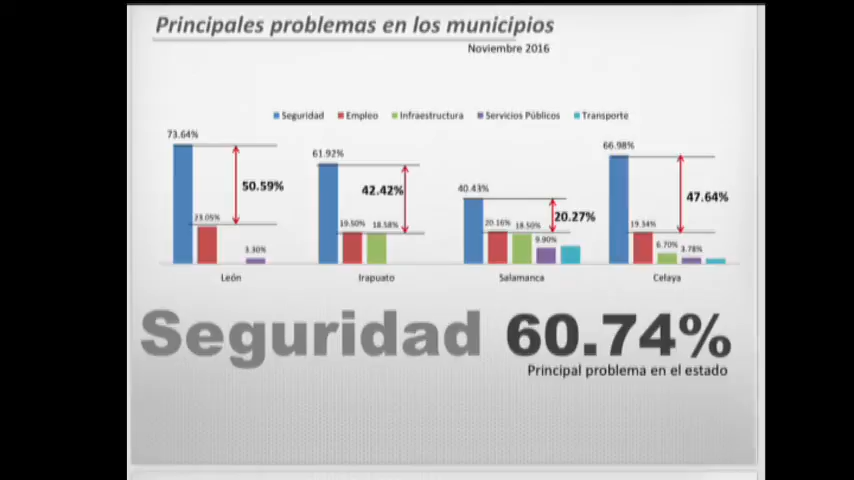 Principales problemas en los municipios
Noviembre 2016
Seguridad Empleo Infraestructura Servicios Públicos Transporte
73.64%
23.05%
50.59%
3.30%
León
61.92%
19.50%
18.58%
42.42%
Irapuato
40.43%
20.16%
18.50%
9.90%
20.27%
Salamanca
66.98%
19.34%
6.70%
3.78%
47.64%
Celaya
Seguridad 60.74%
Principal problema en el estado